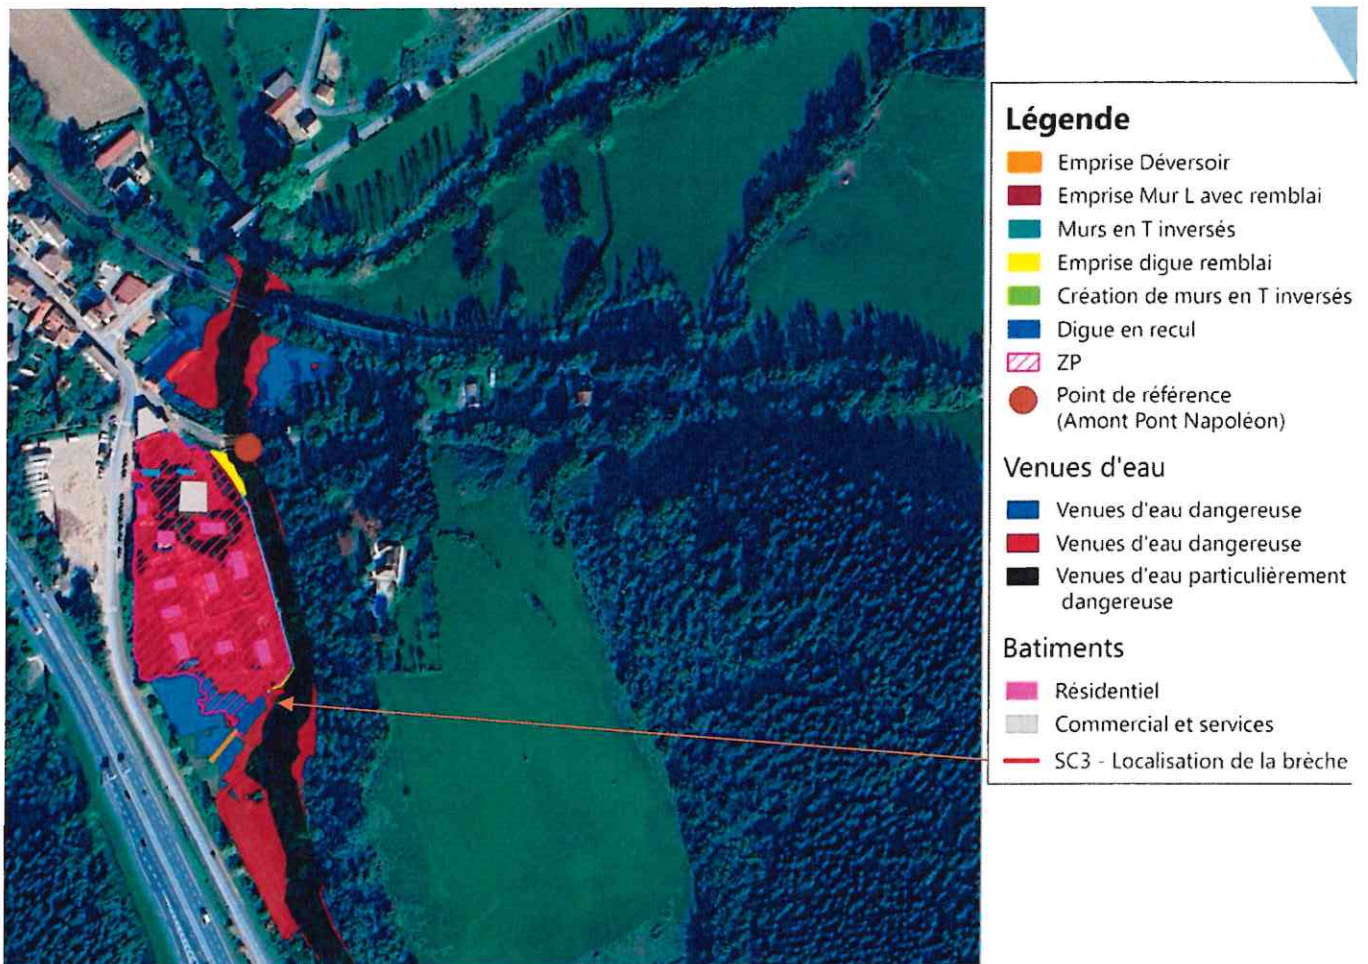 Légende
Emprise Déversoir
Emprise Mur L avec remblai
Murs en T inversés
Emprise digue remblai
Création de murs en T inversés
Digue en recul
ZP
Point de référence
(Amont Pont Napoléon)
Venues d'eau
Venues d'eau dangereuse
Venues d'eau dangereuse
Venues d'eau particulièrement
dangereuse
Batiments
Résidentiel
Commercial et services
SC3 - Localisation de la brèche